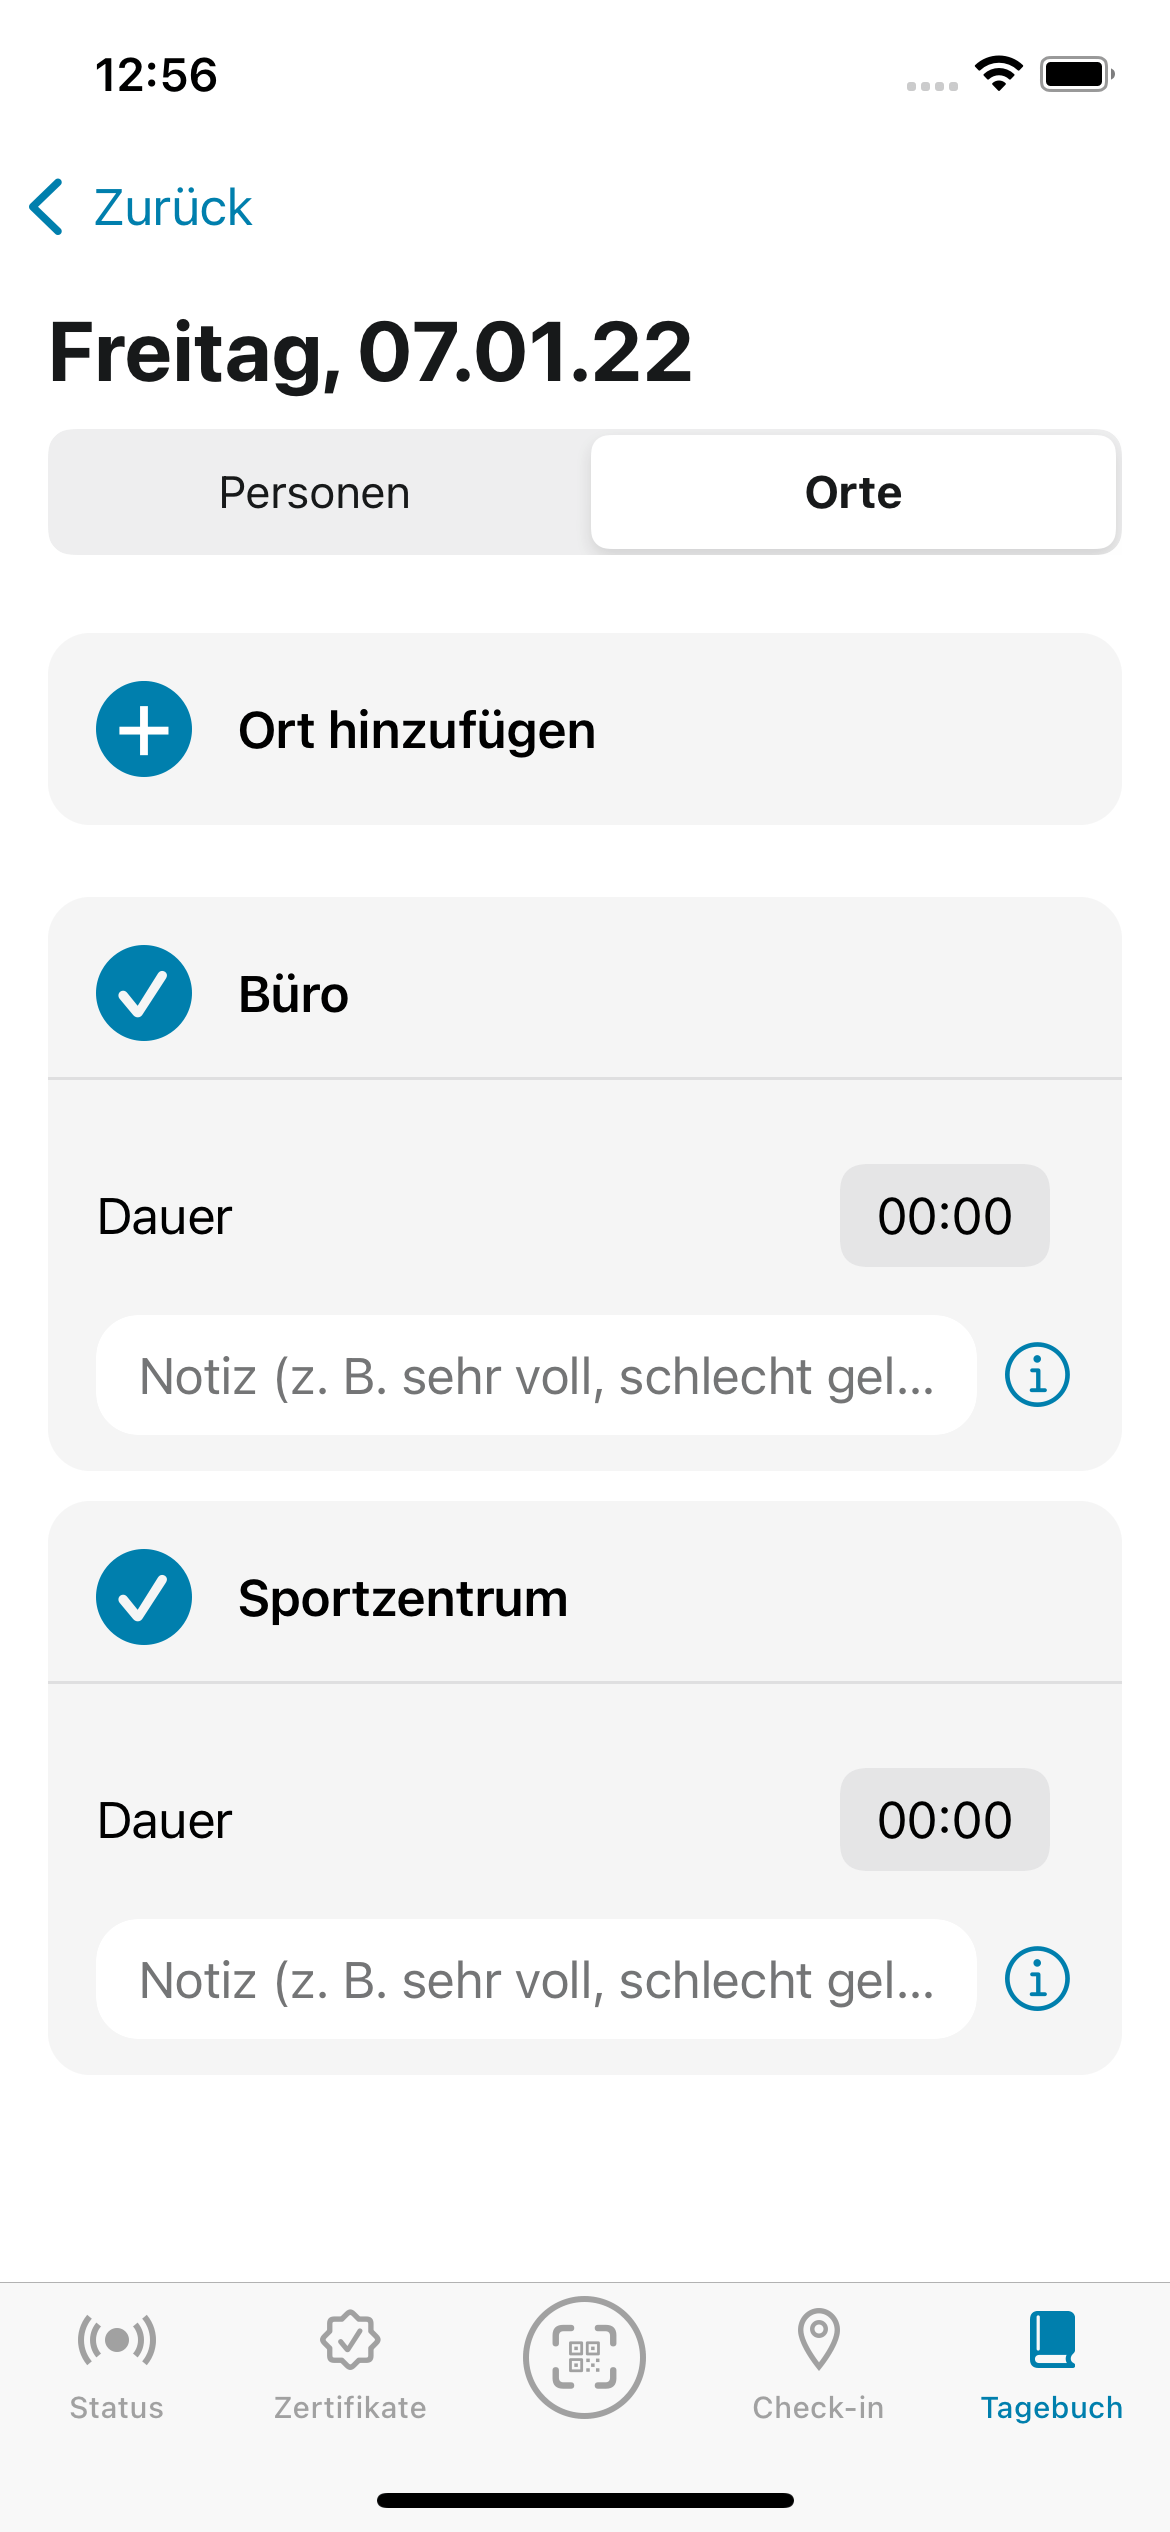 12:56
Zurück
Freitag, 07.01.22
Personen
Orte
Ort hinzufügen
Büro
Dauer
00:00
Notiz (z. B. sehr voll, schlecht gel...
Sportzentrum
Dauer
00:00
Notiz (z. B. sehr voll, schlecht gel...
Status
Zertifikate
Check-in
Tagebuch